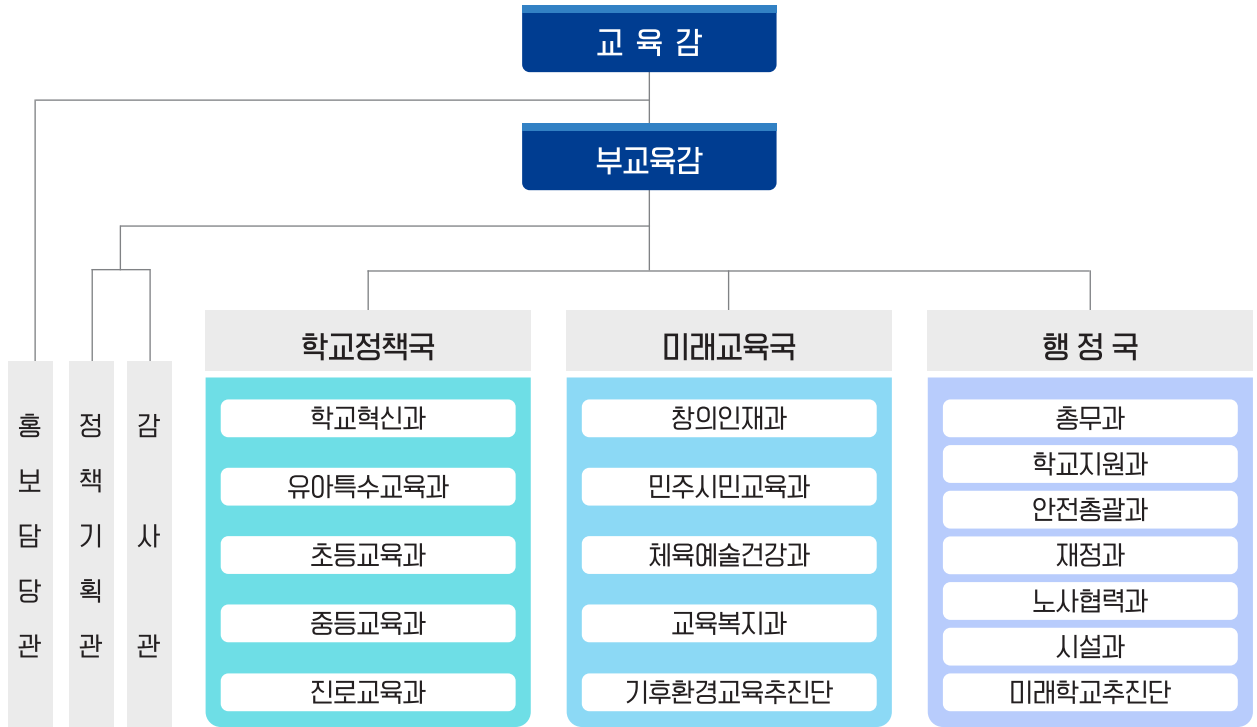 교 육 감
부교육감
홍보담당관
정책기획관
감사관
학교정책국
학교혁신과
유아특수교육과
초등교육과
중등교육과
진로교육과
미래교육국
창의인재과
민주시민교육과
체육예술건강과
교육복지과
기후환경교육추진단
행 정 국
총무과
학교지원과
안전총괄과
재정과
노사협력과
시설과
미래학교추진단